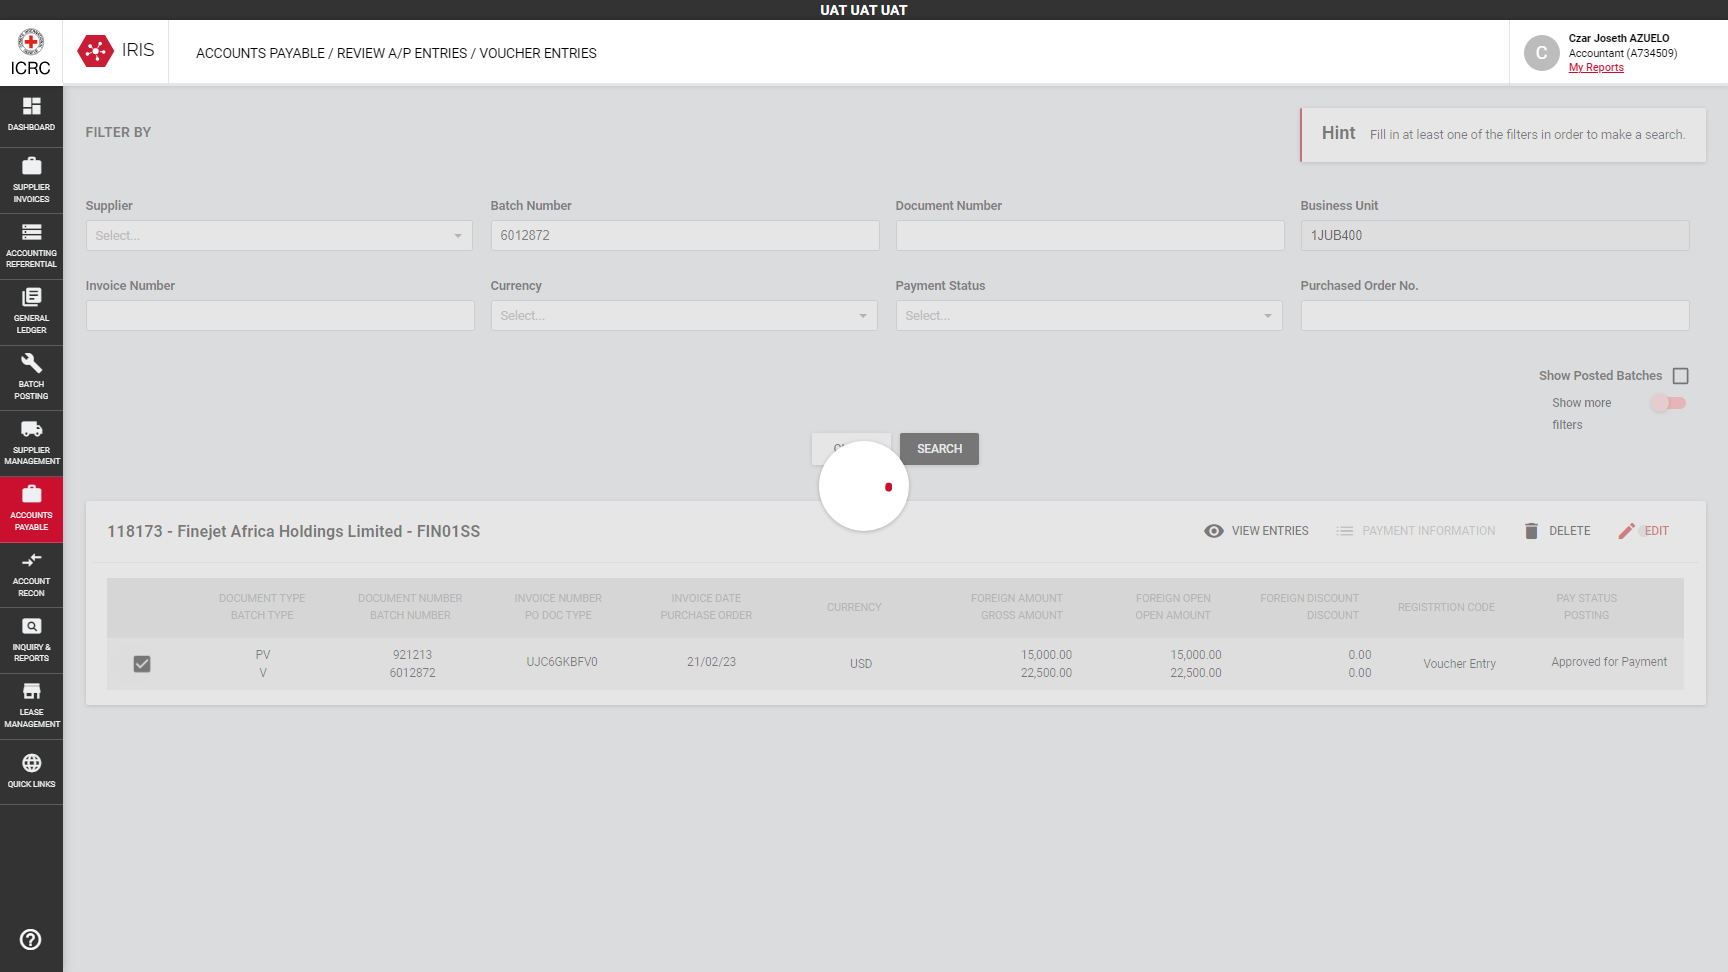 UAT UAT UAT
ICRC
IRIS
ACCOUNTS PAYABLE / REVIEW A/P ENTRIES / VOUCHER ENTRIES
C
Czar Joseth AZUELO
Accountant (A734509)
My Reports
DASHBOARD
SUPPLIER
INVOICES
ACCOUNTING
REFERENTIAL
GENERAL
LEDGER
BATCH
POSTING
SUPPLIER
MANAGEMENT
ACCOUNTS
PAYABLE
ACCOUNT
RECON
INQUIRY &
REPORTS
LEASE
MANAGEMENT
QUICK LINKS
FILTER BY
Hint Fill in at least one of the filters in order to make a search.
Supplier
Select...
Batch Number
6012872
Document Number
Business Unit
1JUB400
Invoice Number
Currency
Select...
Payment Status
Select...
Purchased Order No.
Show Posted Batches
Show more
filters
SEARCH
118173 - Finejet Africa Holdings Limited - FIN01SS
VIEW ENTRIES
PAYMENT INFORMATION
DELETE
EDIT
DOCUMENT TYPE
BATCH TYPE
DOCUMENT NUMBER
BATCH NUMBER
INVOICE NUMBER
PO DOC TYPE
INVOICE DATE
PURCHASE ORDER
CURRENCY
FOREIGN AMOUNT
GROSS AMOUNT
FOREIGN OPEN
OPEN AMOUNT
FOREIGN DISCOUNT
DISCOUNT
REGISTRTION CODE
PAY STATUS
POSTING
PV
V
921213
6012872
UJC6GKBFV0
21/02/23
USD
15,000.00
22,500.00
15,000.00
22,500.00
0.00
0.00
Voucher Entry
Approved for Payment